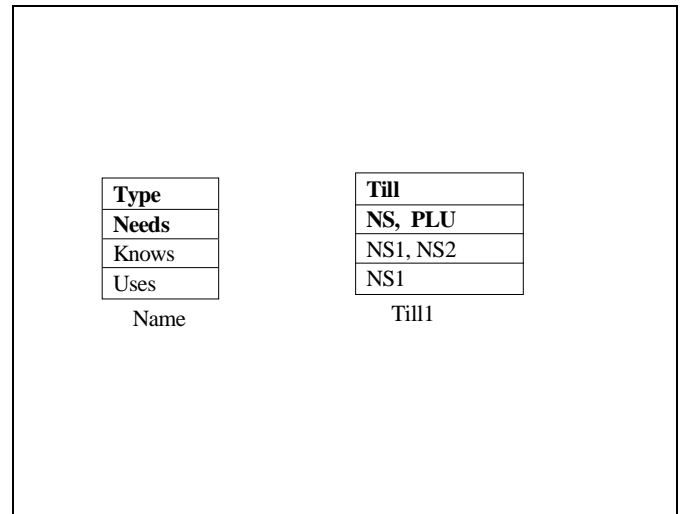 Type
Needs
Knows
Uses
Name
Till
NS, PLU
NS1, NS2
NS1
Till1